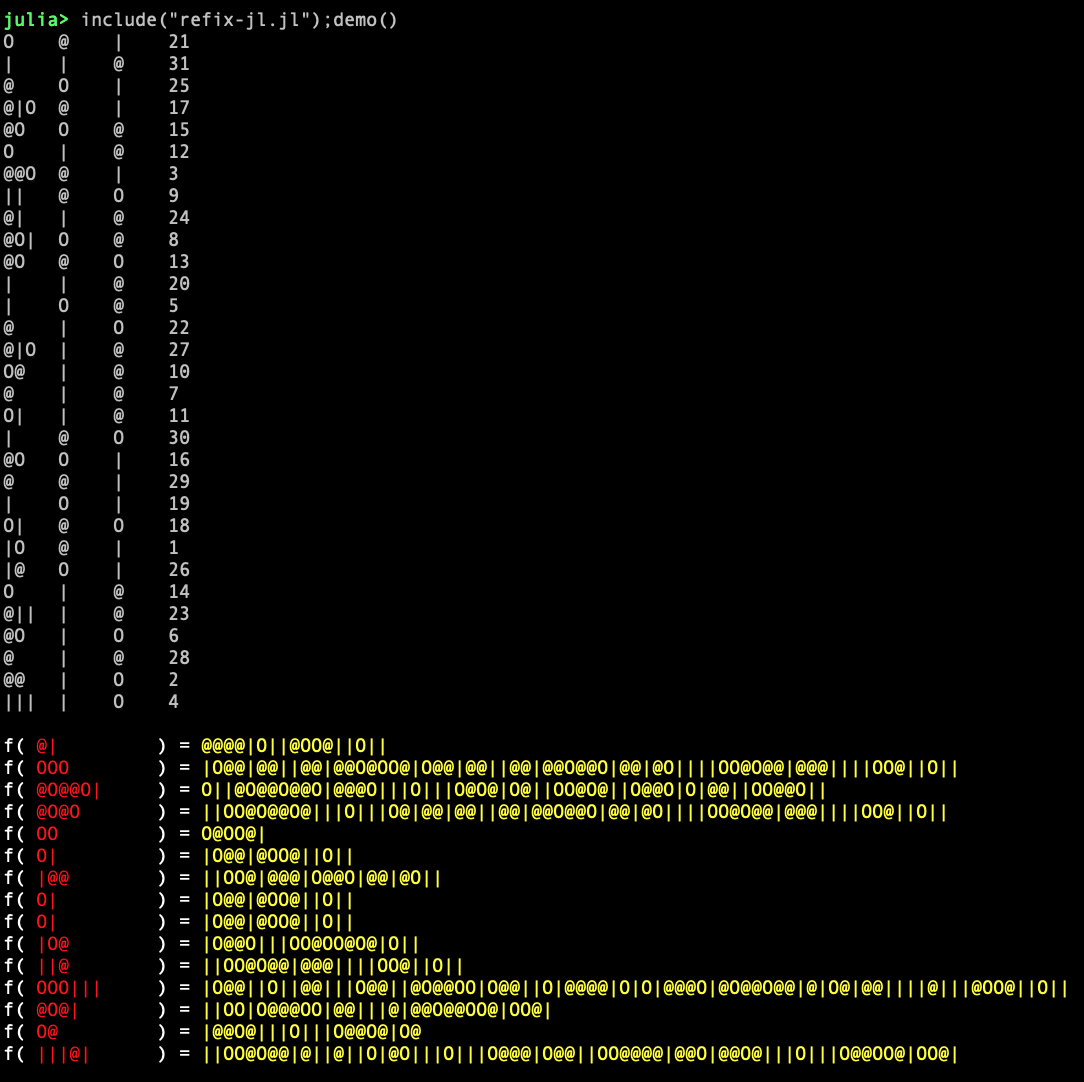 julia> include("refix-jl.jl");demo()
O    @    |    21
|    |    @    31
@    O    |    25
@|O  @    |    17
@O   O    @    15
O    |    @    12
@@O  @    |    3
||   @    O    9
@|   |    @    24
@O|  O    @    8
@O   @    O    13
|    |    @    20
|    O    @    5
@    |    O    22
@|O  |    @    27
O@   |    @    10
@    |    @    7
O|   |    @    11
|    @    O    30
@O   O    |    16
@    @    |    29
|    O    |    19
O|   @    O    18
|O   @    |    1
|@   O    |    26
O    |    @    14
@||  |    @    23
@O   |    O    6
@    |    @    28
@@   |    O    2
|||  |    O    4
f( @|         ) = @@@@|O||@OO@||O||
f( OOO        ) = |O@@|@@||@@|@@O@OO@|O@@|@@||@@|@@O@@O|@@|@O||||OO@O@@|@@@||||OO@||O||
f( @O@@O|     ) = O||@O@@O@@O|@@@O|||O|||O@O@|O@||OO@O@||O@@O|O|@@||OO@@O||
f( @O@O       ) = ||OO@O@@O@|||O|||O@|@@|@@||@@|@@O@@O|@@|@O||||OO@O@@|@@@||||OO@||O||
f( OO         ) = O@OO@|
f( O|         ) = |O@@|@OO@||O||
f( |@@        ) = ||OO@|@@@|O@@O|@@|@O||
f( O|         ) = |O@@|@OO@||O||
f( O|         ) = |O@@|@OO@||O||
f( |O@        ) = |O@@O|||OO@OO@O@|O||
f( ||@        ) = ||OO@O@@|@@@||||OO@||O||
f( OOO|||     ) = |O@@||O||@@|||O@@||@O@@OO|O@@||O|@@@@|O|O|@@@O|@O@@O@@|@|O@|@@||||@|||@OO@||O||
f( @O@|       ) = ||OO|O@@@OO|@@|||@|@@O@@OO@|OO@|
f( O@         ) = |@@O@|||O|||O@@O@|O@
f( |||@|      ) = ||OO@O@@|@||@||O|@O|||O|||O@@@|O@@||OO@@@@|@@O|@@O@|||O|||O@@OO@|OO@|